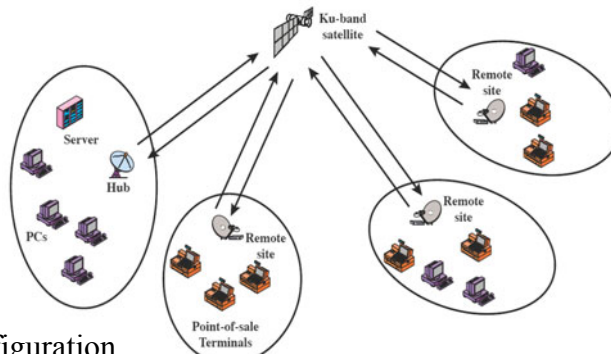 Ku-band
satellite
Server
Hub
PCs
Remote
site
Point-of-sale
Terminals
Remote
site
Remote
site
figuration